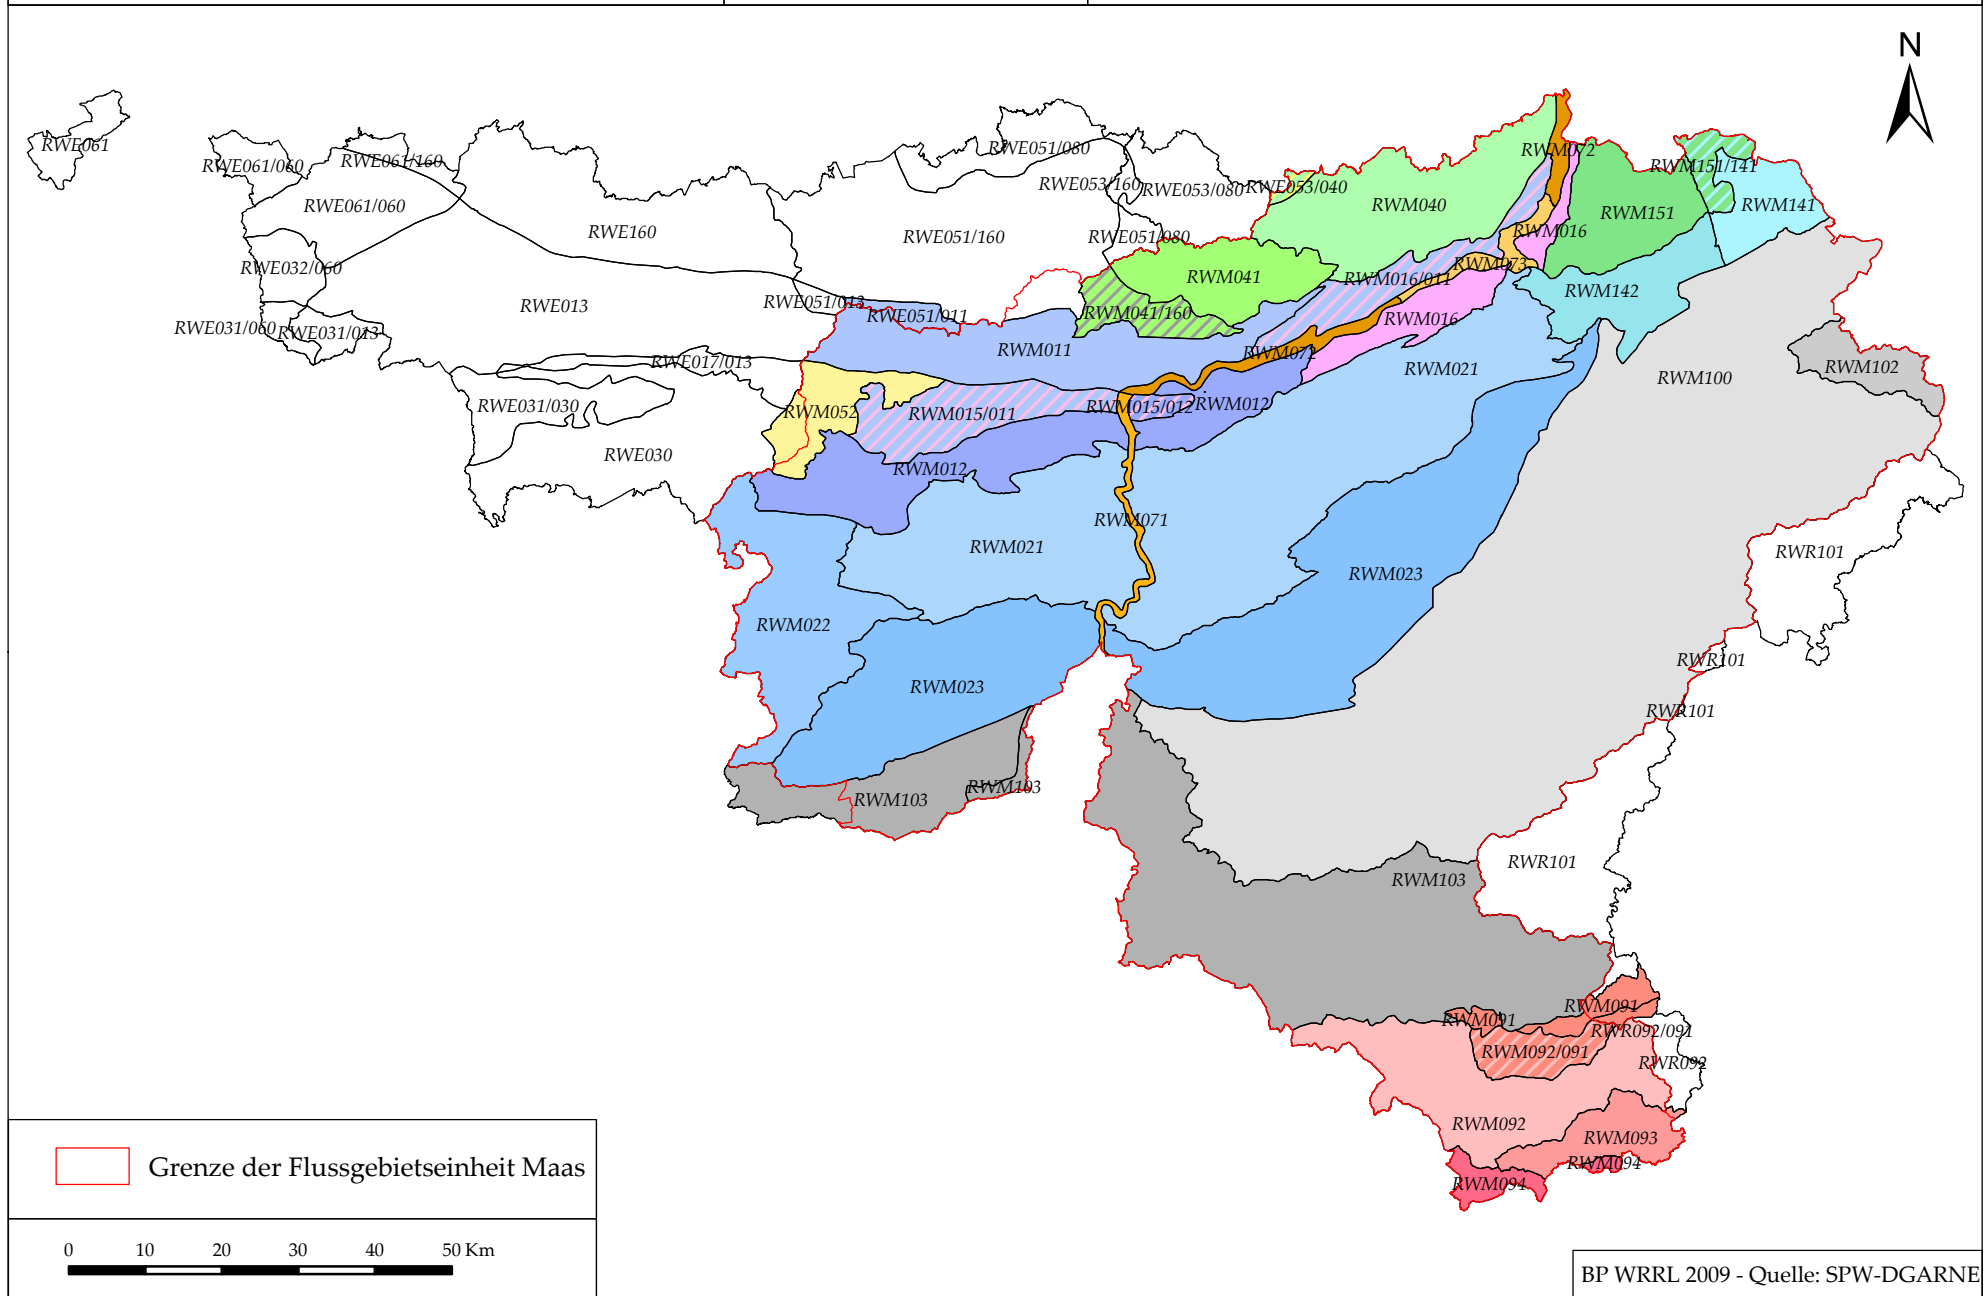 N
RWE061
RWE061/060
RWE061/160
RWE051/080
RWM072
RWM151/141
RWE053/160
RWE053/080
RWE053/040
RWE061/060
RWM040
RWM151
RWM141
RWE160
RWE051/160
RWE051/080
RWM016
RWE032/060
RWM041
RWM016/011
RWM073
RWM142
RWE013
RWE051/013
RWE051/011
RWM041/160
RWM016
RWE031/060
RWE031/013
RWM011
RWM072
RWE017/013
RWM021
RWM100
RWM102
RWE031/030
RWM052
RWM015/011
RWM015/012
RWM012
RWE030
RWM012
RWM071
RWM021
RWM023
RWR101
RWM022
RWR101
RWM023
RWR101
RWM103
RWM103
RWR101
RWM103
RWM091
RWM091
RWR092/091
RWM092/091
RWR092
RWM092
RWM093
RWM094
RWM094
Grenze der Flussgebietseinheit Maas
0 10 20 30 40 50 Km
BP WRRL 2009 - Quelle: SPW-DGARNE